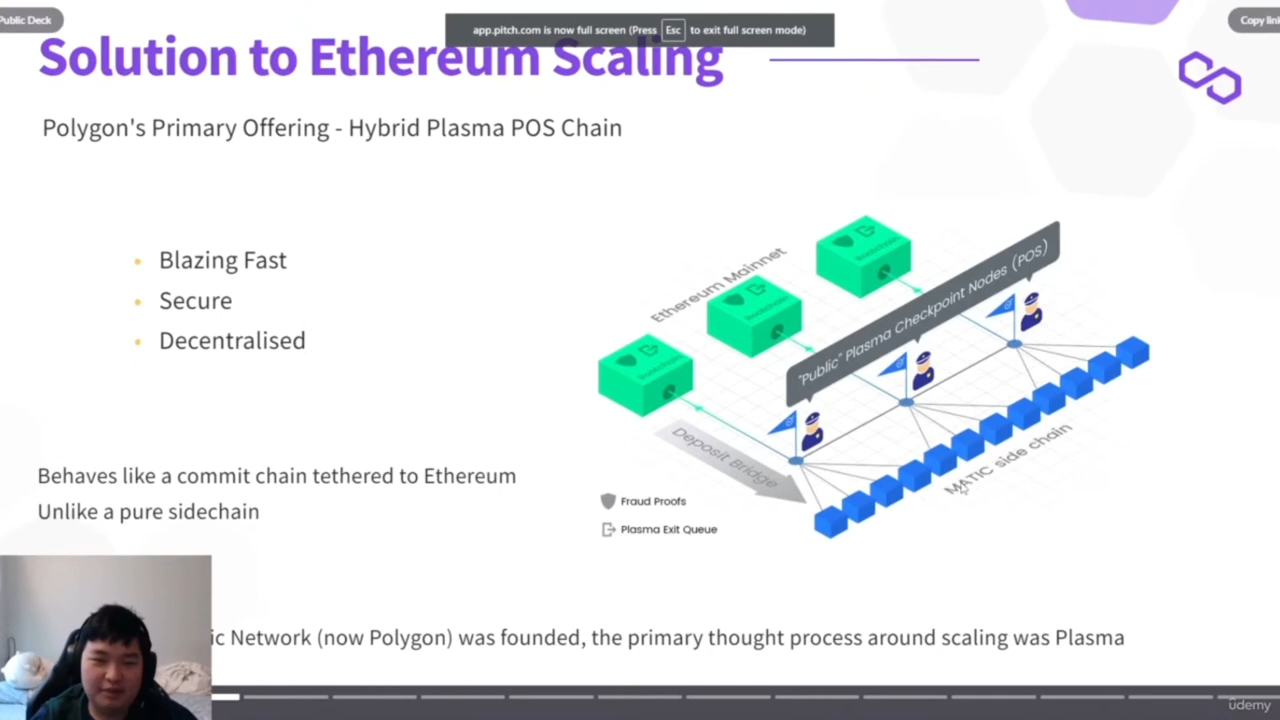 Public Deck
app.pitch.com is now full screen (Press Esc to exit full screen mode)
Copy lin
Solution to Ethereum Scaling
Polygon's Primary Offering - Hybrid Plasma POS Chain
Blazing Fast
Secure
Decentralised
Ethereum Mainnet
"Public" Plasma Checkpoint Nodes (POS)
Deposit Bridge
MATIC side chain
Fraud Proofs
Plasma Exit Queue
Behaves like a commit chain tethered to Ethereum
Unlike a pure sidechain
ic Network (now Polygon) was founded, the primary thought process around scaling was Plasma
ûdemy